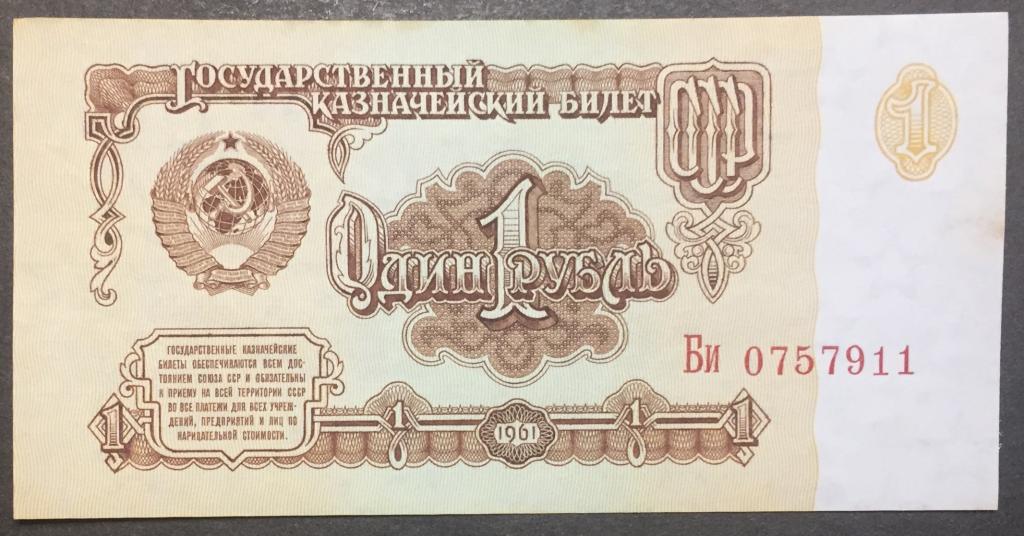 ГОСУДАРСТВЕННЫЙ
КАЗНАЧЕЙСКИЙ БИЛЕТ
СССР
1
ОДИН 1 РУБЛЬ
Би 0757911
ГОСУДАРСТВЕННЫЕ КАЗНАЧЕЙСКИЕ
БИЛЕТЫ ОБЕСПЕЧИВАЮТСЯ ВСЕМ ДОС-
ТОЯНИЕМ СОЮЗА ССР И ОБЯЗАТЕЛЬНЫ
К ПРИЕМУ НА ВСЕЙ ТЕРРИТОРИИ СССР
ВО ВСЕ ПЛАТЕЖИ ДЛЯ ВСЕХ УЧРЕЖ-
ДЕНИЙ, ПРЕДПРИЯТИЙ И ЛИЦ ПО
НАРИЦАТЕЛЬНОЙ СТОИМОСТИ.
1 1 1961 1 1